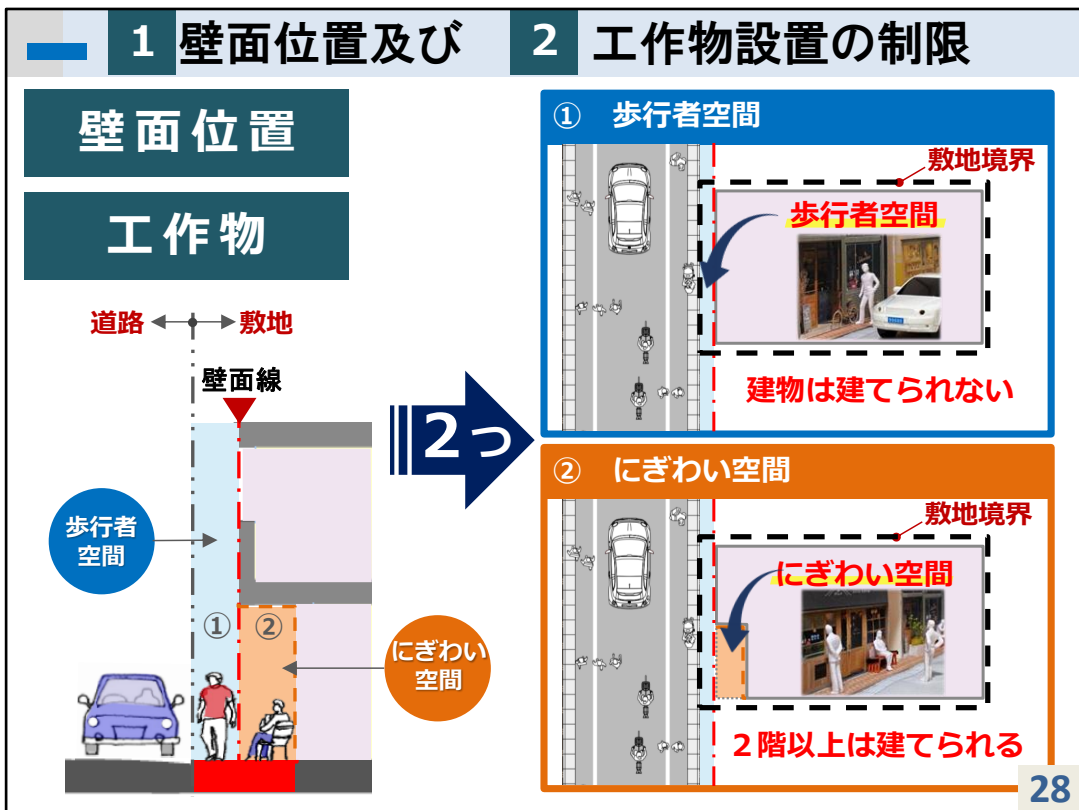 1 壁面位置及び 2 工作物設置の制限
壁面位置
工作物
道路
敷地
壁面線
歩行者
空間
①
②
にぎわい
空間
2つ
① 歩行者空間
敷地境界
歩行者空間
建物は建てられない
② にぎわい空間
敷地境界
にぎわい空間
２階以上は建てられる
28